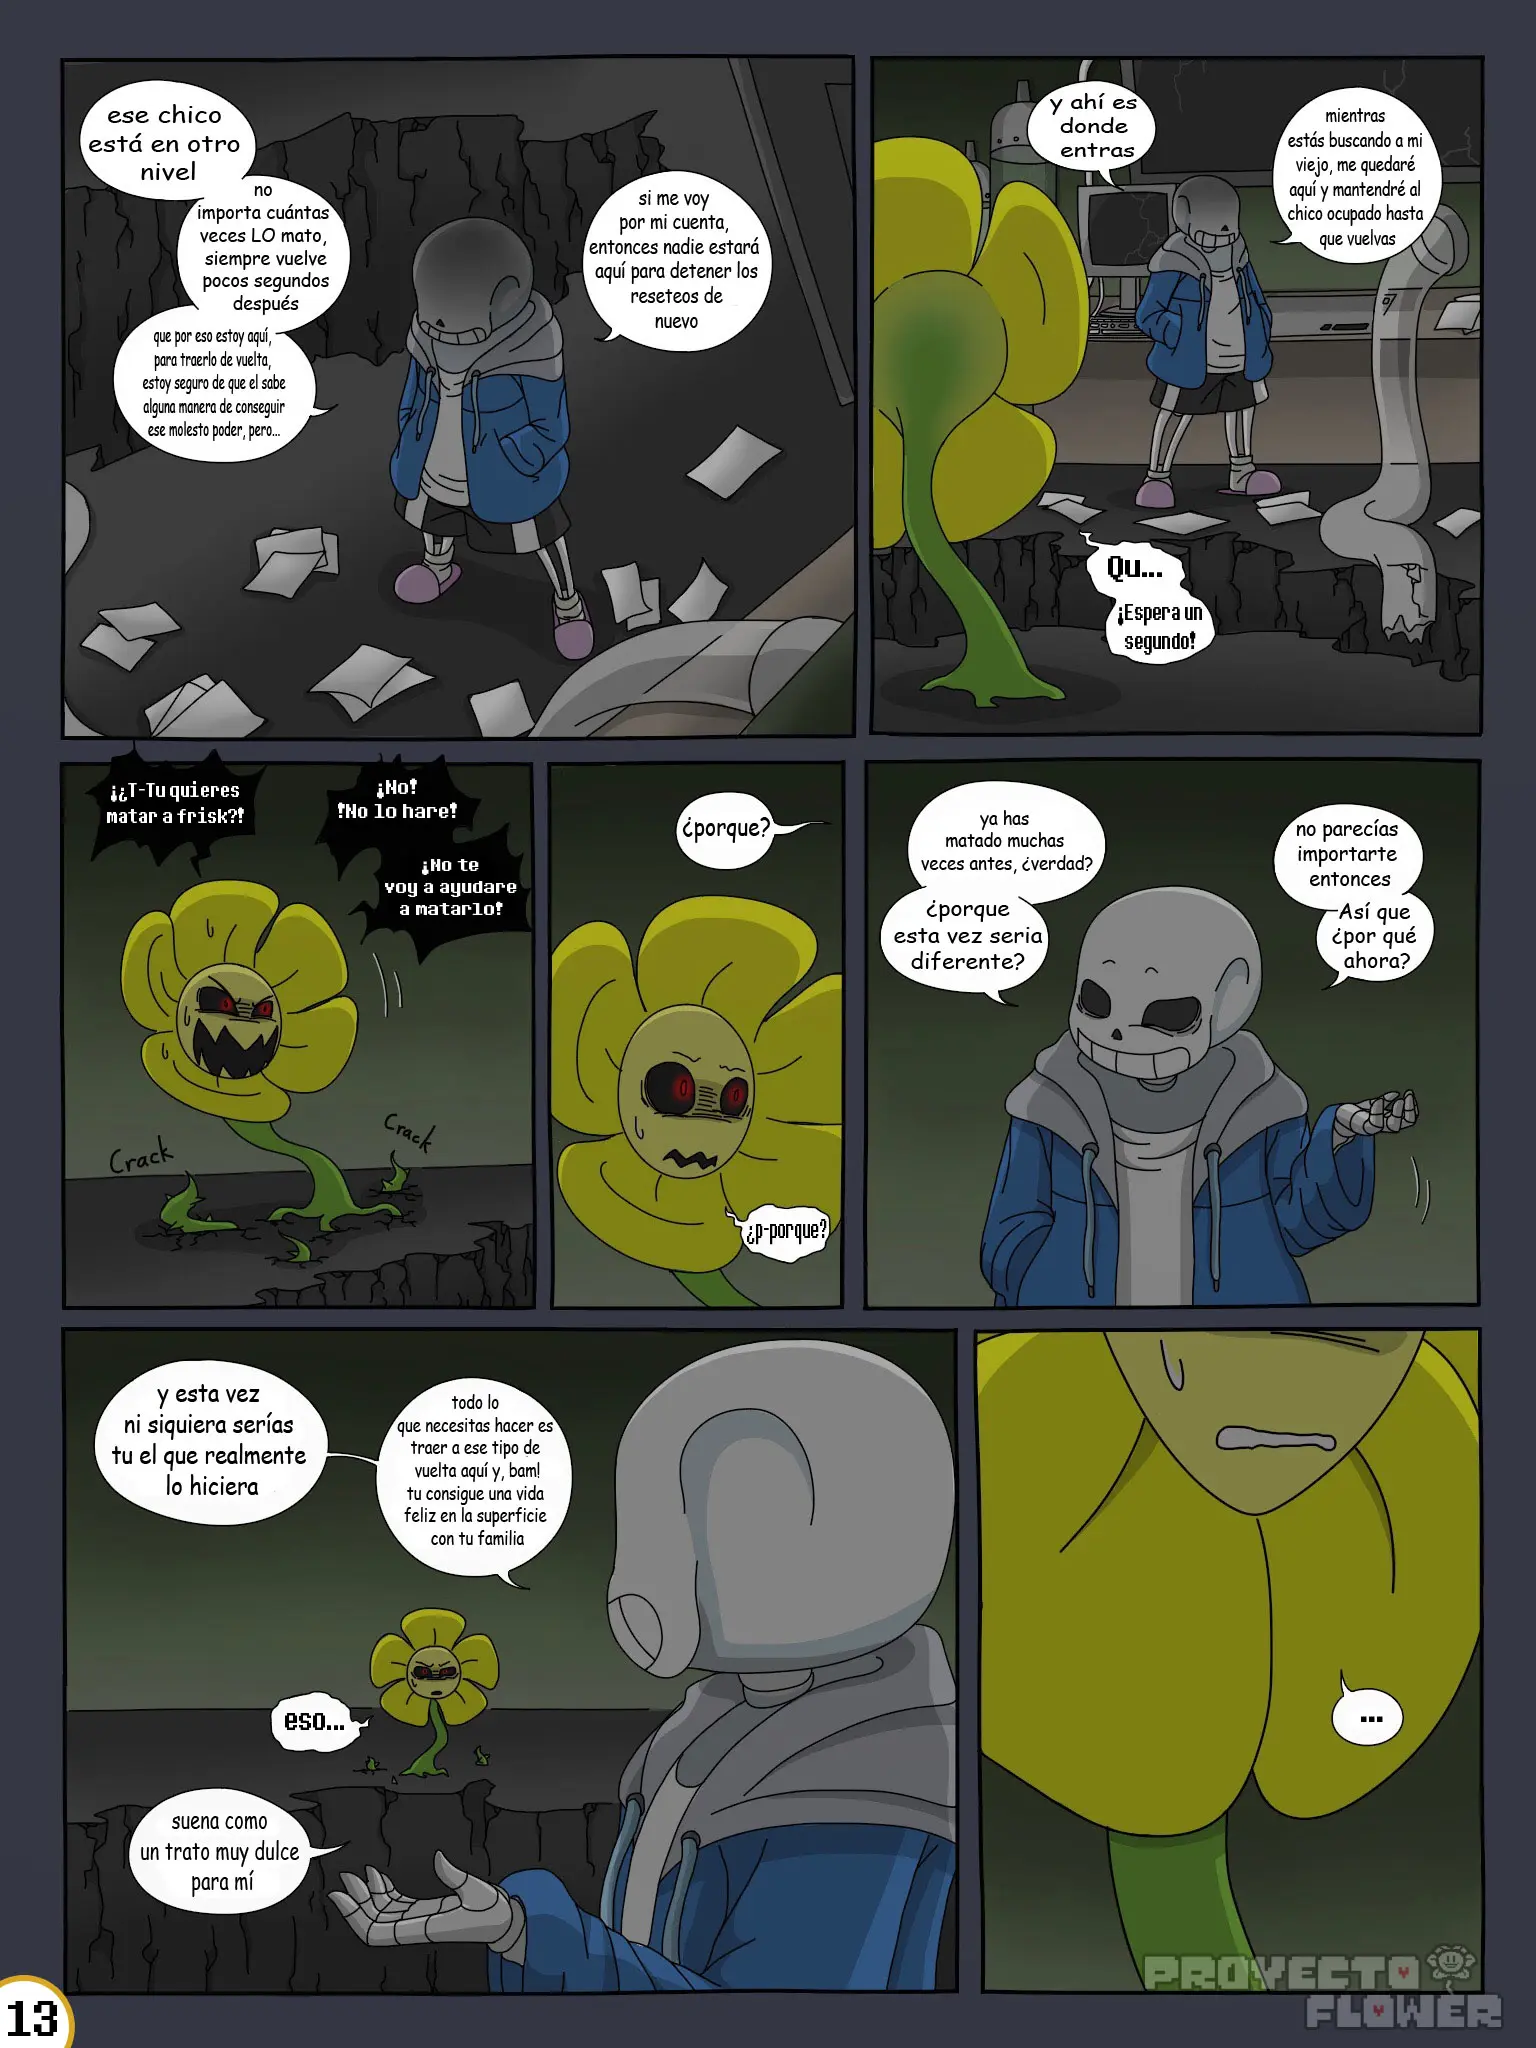 ese chico
está en otro
nivel
no
importa cuántas
veces LO mato,
siempre vuelve
pocos segundos
después
que por eso estoy aquí,
para traerlo de vuelta,
estoy seguro de que el sabe
alguna manera de conseguir
ese molesto poder, pero...
si me voy
por mi cuenta,
entonces nadie estará
aquí para detener los
reseteos de
nuevo
y ahí es
donde
entras
mientras
estás buscando a mi
viejo, me quedaré
aquí y mantendré al
chico ocupado hasta
que vuelvas
Qu...
¡Espera un
segundo!
¡¿T-Tu quieres
matar a frisk?!
¡No!
!No lo hare!
¡No te
voy a ayudare
a matarlo!
Crack
Crack
¿porque?
¿p-porque?
ya has
matado muchas
veces antes, ¿verdad?
¿porque
esta vez seria
diferente?
no parecías
importarte
entonces
Así que
¿por qué
ahora?
y esta vez
ni siquiera serías
tu el que realmente
lo hiciera
todo lo
que necesitas hacer es
traer a ese tipo de
vuelta aquí y, bam!
tu consigue una vida
feliz en la superficie
con tu familia
eso...
suena como
un trato muy dulce
para mí
...
PROYECTO
FLOWER
13